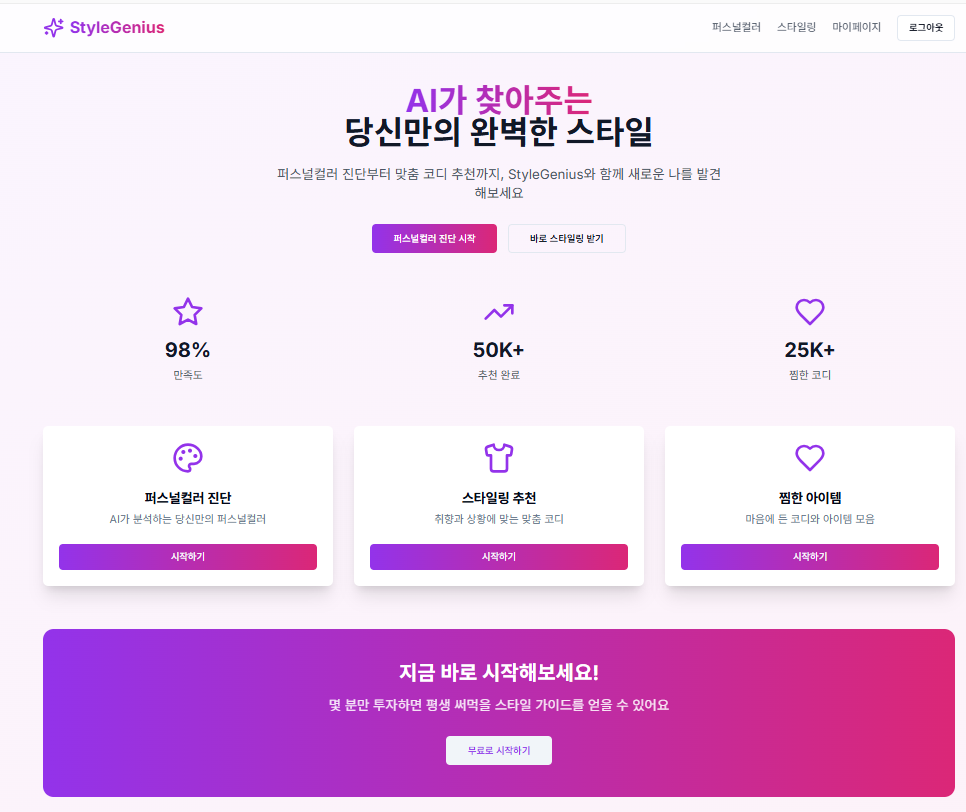 StyleGenius
퍼스널컬러
스타일링
마이페이지
로그아웃
AI가 찾아주는
당신만의 완벽한 스타일
퍼스널컬러 진단부터 맞춤 코디 추천까지, StyleGenius와 함께 새로운 나를 발견
해보세요
퍼스널컬러 진단 시작
바로 스타일링 받기
98%
만족도
50K+
추천 완료
25K+
찜한 코디
퍼스널컬러 진단
AI가 분석하는 당신만의 퍼스널컬러
시작하기
스타일링 추천
취향과 상황에 맞는 맞춤 코디
시작하기
찜한 아이템
마음에 든 코디와 아이템 모음
시작하기
지금 바로 시작해보세요!
몇 분만 투자하면 평생 써먹을 스타일 가이드를 얻을 수 있어요
무료로 시작하기